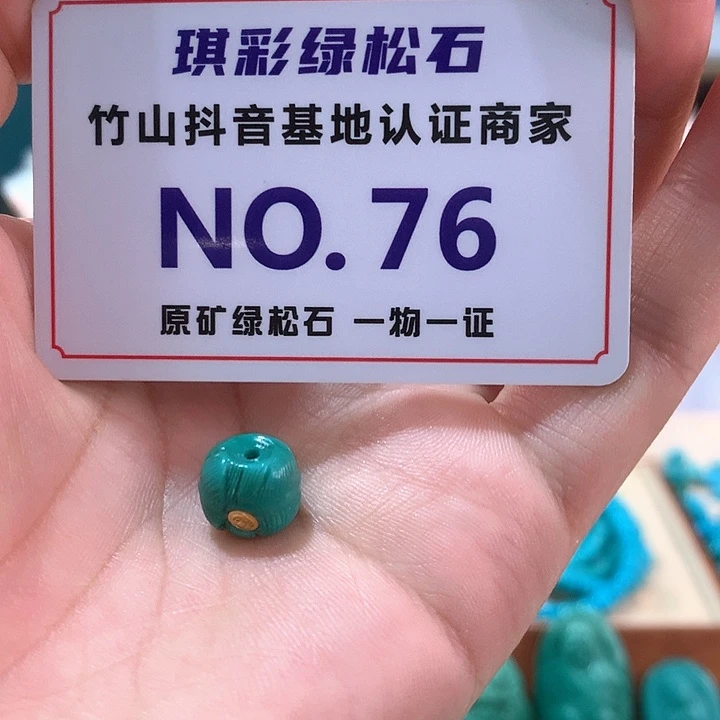 琪彩绿松石
竹山抖音基地认证商家
NO.76
原矿绿松石 一物一证